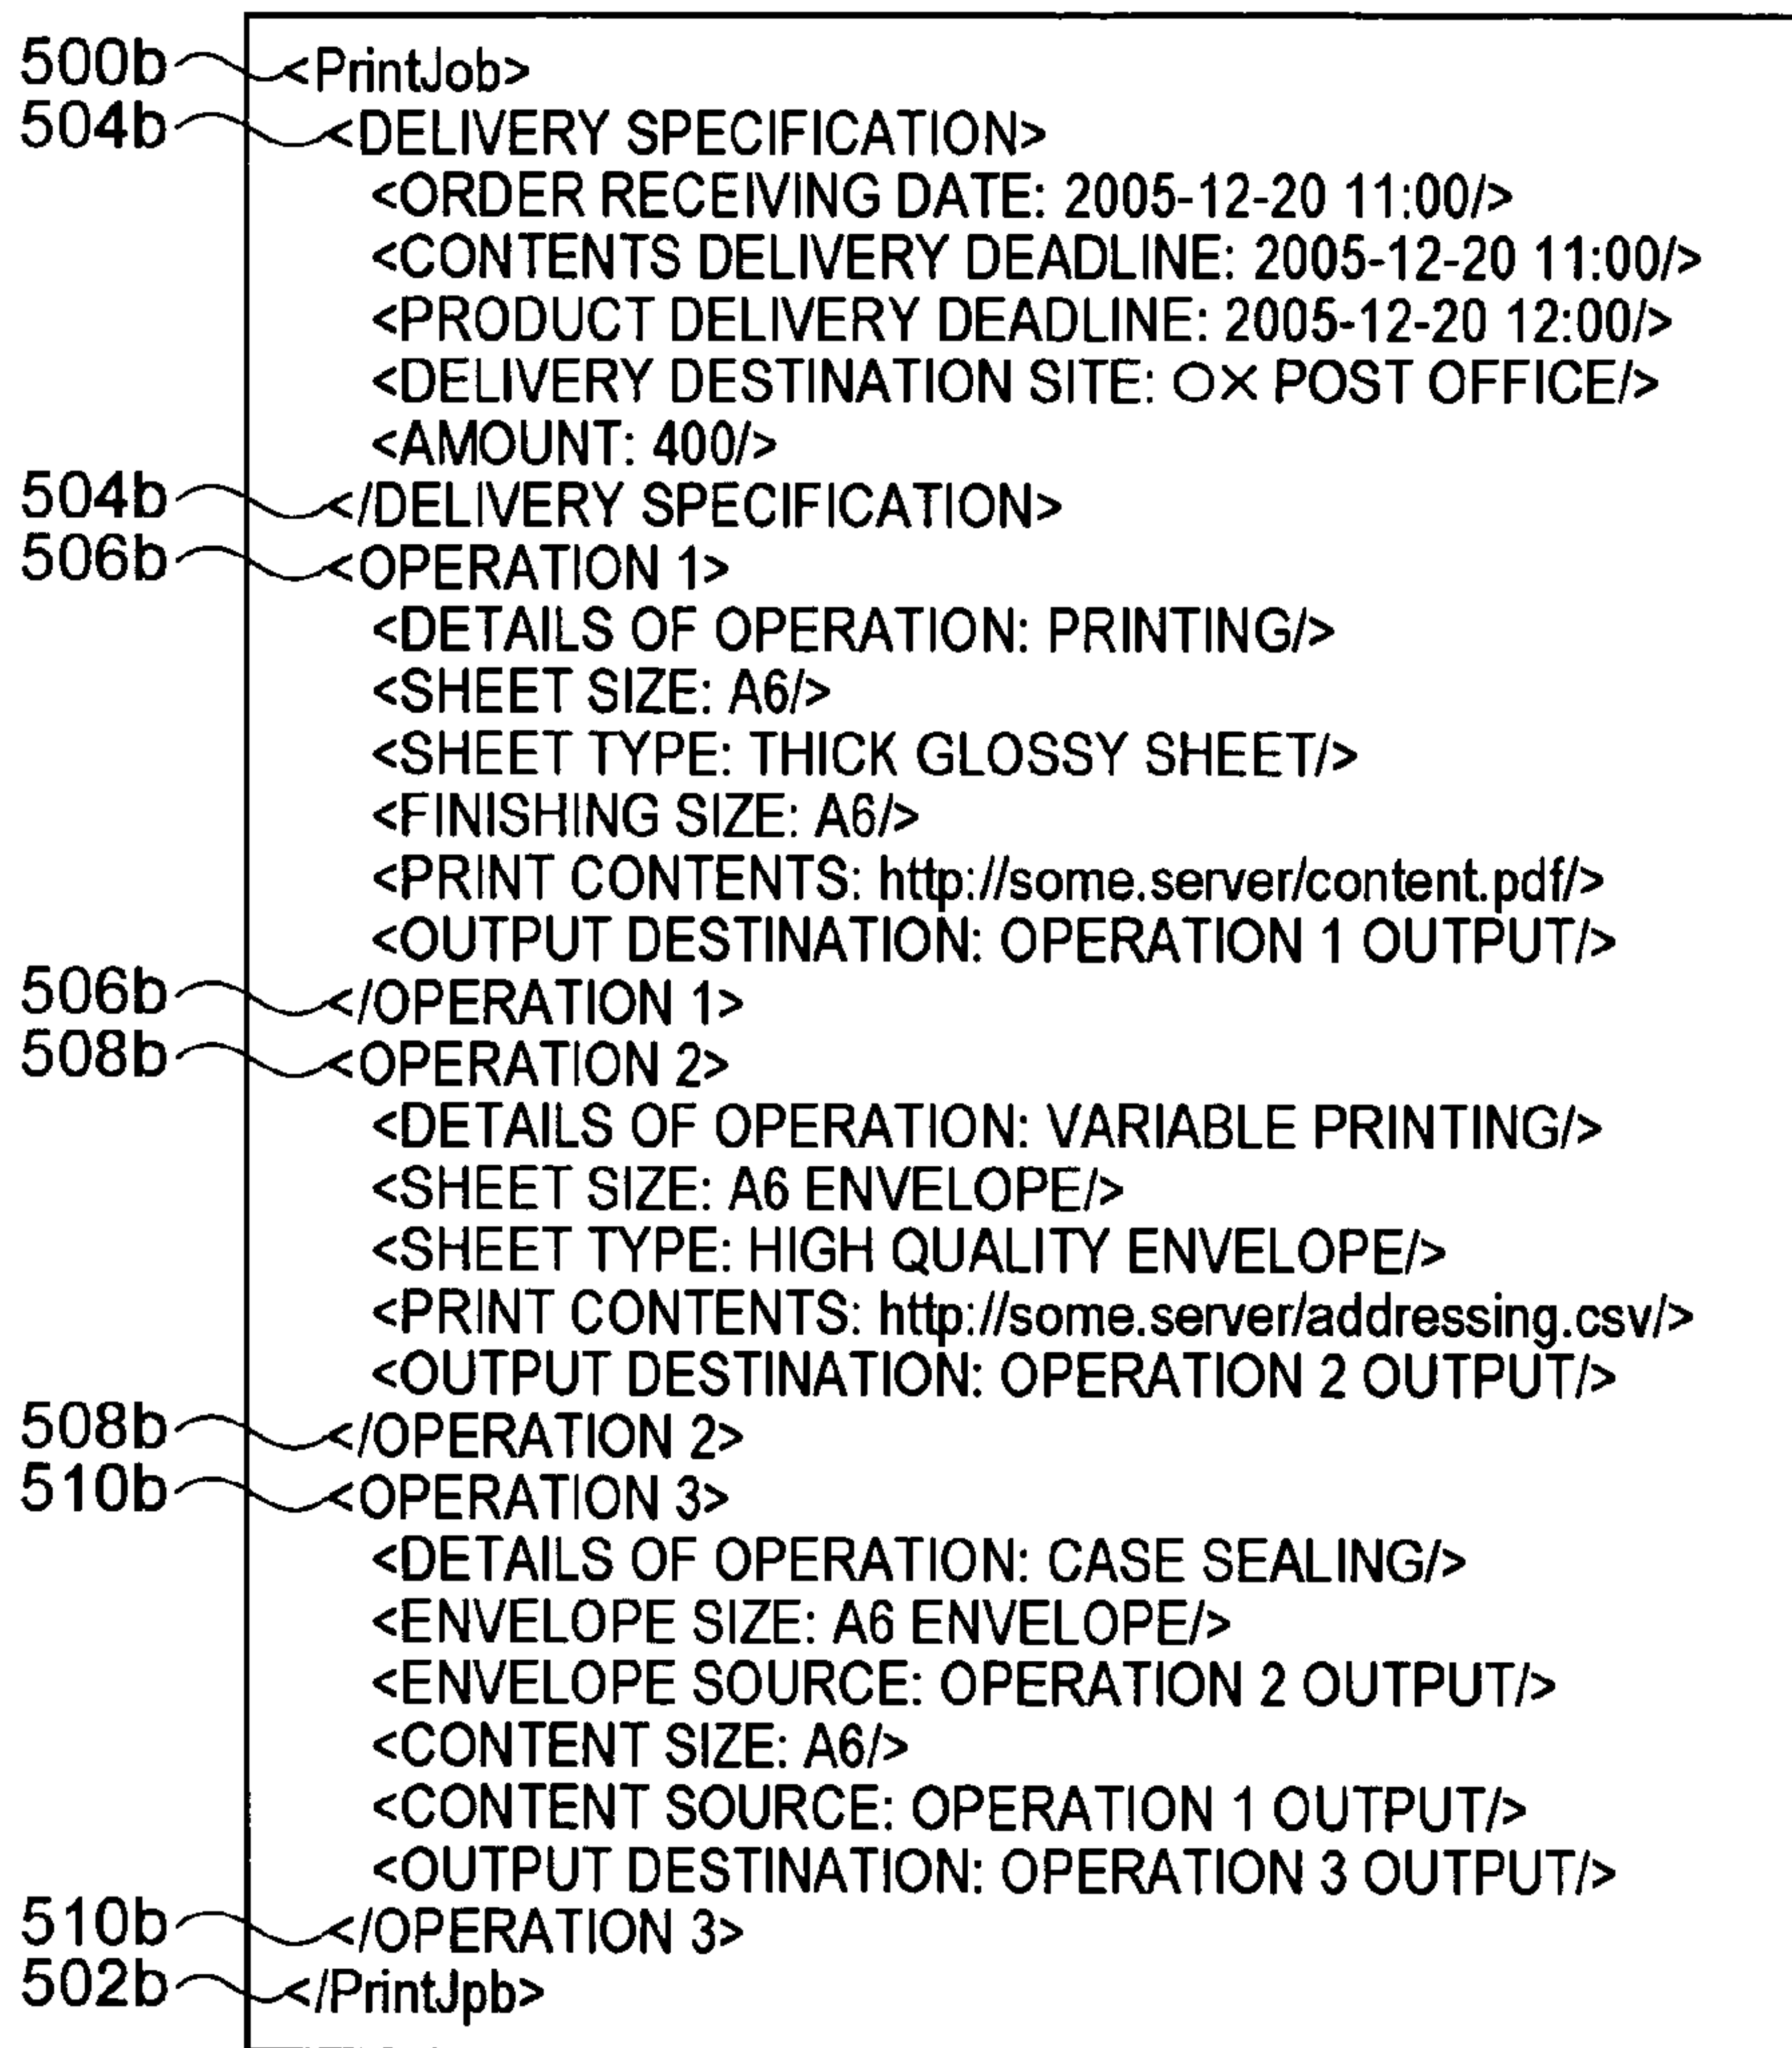 500b <PrintJob>
504b <DELIVERY SPECIFICATION>
<ORDER RECEIVING DATE: 2005-12-20 11:00/>
<CONTENTS DELIVERY DEADLINE: 2005-12-20 11:00/>
<PRODUCT DELIVERY DEADLINE: 2005-12-20 12:00/>
<DELIVERY DESTINATION SITE: ○× POST OFFICE/>
<AMOUNT: 400/>
504b </DELIVERY SPECIFICATION>
506b <OPERATION 1>
<DETAILS OF OPERATION: PRINTING/>
<SHEET SIZE: A6/>
<SHEET TYPE: THICK GLOSSY SHEET/>
<FINISHING SIZE: A6/>
<PRINT CONTENTS: http://some.server/content.pdf/>
<OUTPUT DESTINATION: OPERATION 1 OUTPUT/>
506b </OPERATION 1>
508b <OPERATION 2>
<DETAILS OF OPERATION: VARIABLE PRINTING/>
<SHEET SIZE: A6 ENVELOPE/>
<SHEET TYPE: HIGH QUALITY ENVELOPE/>
<PRINT CONTENTS: http://some.server/addressing.csv/>
<OUTPUT DESTINATION: OPERATION 2 OUTPUT/>
508b </OPERATION 2>
510b <OPERATION 3>
<DETAILS OF OPERATION: CASE SEALING/>
<ENVELOPE SIZE: A6 ENVELOPE/>
<ENVELOPE SOURCE: OPERATION 2 OUTPUT/>
<CONTENT SIZE: A6/>
<CONTENT SOURCE: OPERATION 1 OUTPUT/>
<OUTPUT DESTINATION: OPERATION 3 OUTPUT/>
510b </OPERATION 3>
502b </PrintJpb>